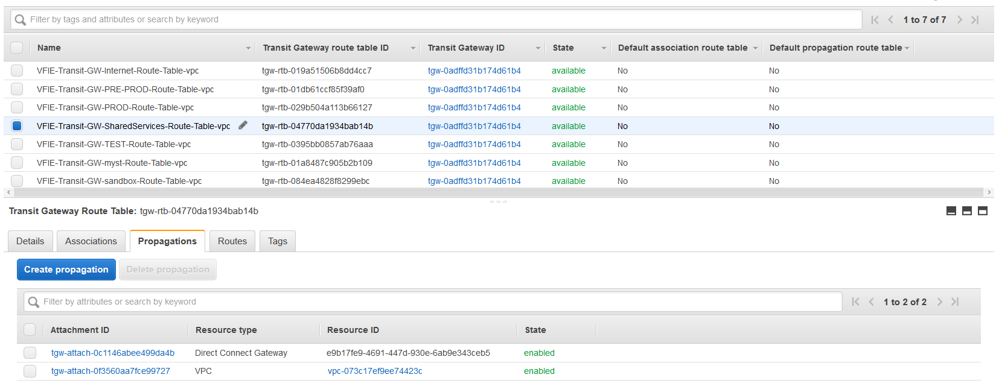 Filter by tags and attributes or search by keyword 1 to 7 of 7
Name Transit Gateway route table ID Transit Gateway ID State Default association route table Default propagation route table
VFIE-Transit-GW-Internet-Route-Table-vpc tgw-rtb-019a51506b8dd4cc7 tgw-0adffd31b174d61b4 available No No
VFIE-Transit-GW-PRE-PROD-Route-Table-vpc tgw-rtb-01db61ccf85f39af0 tgw-0adffd31b174d61b4 available No No
VFIE-Transit-GW-PROD-Route-Table-vpc tgw-rtb-029b504a113b66127 tgw-0adffd31b174d61b4 available No No
VFIE-Transit-GW-SharedServices-Route-Table-vpc tgw-rtb-04770da1934bab14b tgw-0adffd31b174d61b4 available No No
VFIE-Transit-GW-TEST-Route-Table-vpc tgw-rtb-0395bb0857ab76aaa tgw-0adffd31b174d61b4 available No No
VFIE-Transit-GW-myst-Route-Table-vpc tgw-rtb-01a8487c905b2b109 tgw-0adffd31b174d61b4 available No No
VFIE-Transit-GW-sandbox-Route-Table-vpc tgw-rtb-084ea4828f8299ebc tgw-0adffd31b174d61b4 available No No
Transit Gateway Route Table: tgw-rtb-04770da1934bab14b
Details Associations Propagations Routes Tags
Create propagation Delete propagation
Filter by attributes or search by keyword 1 to 2 of 2
Attachment ID Resource type Resource ID State
tgw-attach-0c1146abee499da4b Direct Connect Gateway e9b17fe9-4691-447d-930e-6ab9e343ceb5 enabled
tgw-attach-0f3560aa7fce99727 VPC vpc-073c17ef9ee74423c enabled